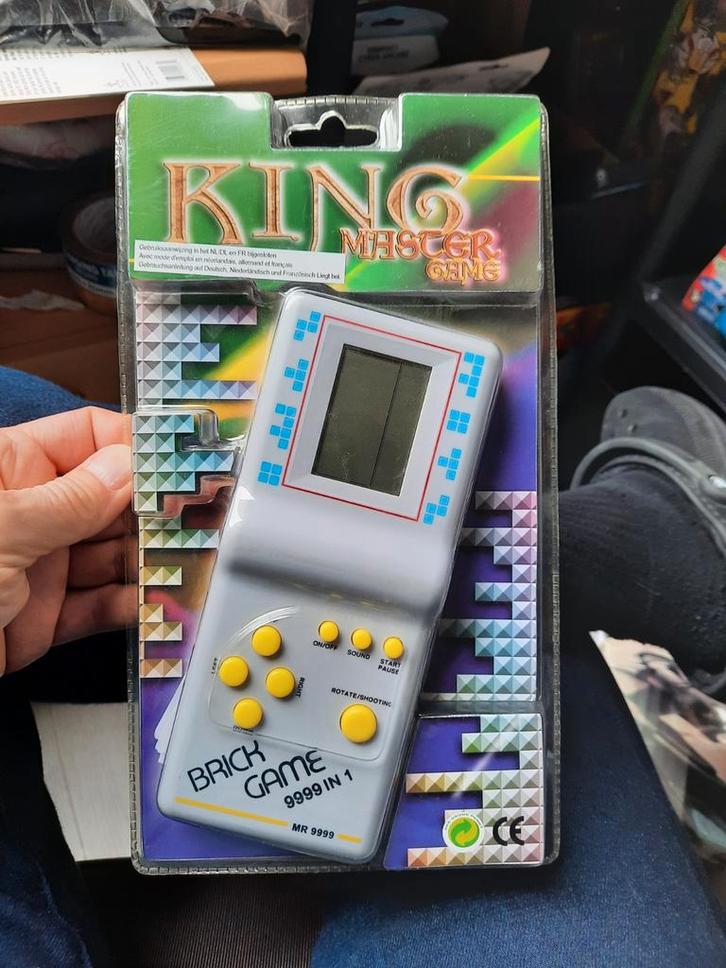 KING
MASTER
GAME
Gebruiksaanwijzing in het NL/DL en FR bijgesloten
Avec mode d'emploi en néerlandais, allemand et français
Gebrauchsanleitung auf Deutsch, Niederländisch und Französisch Liegt bei
ON/OFF
SOUND
START
PAUSE
LEFT
RIGHT
ROTATE/SHOOTING
BRICK
GAME
9999 IN 1
MR 9999
CE